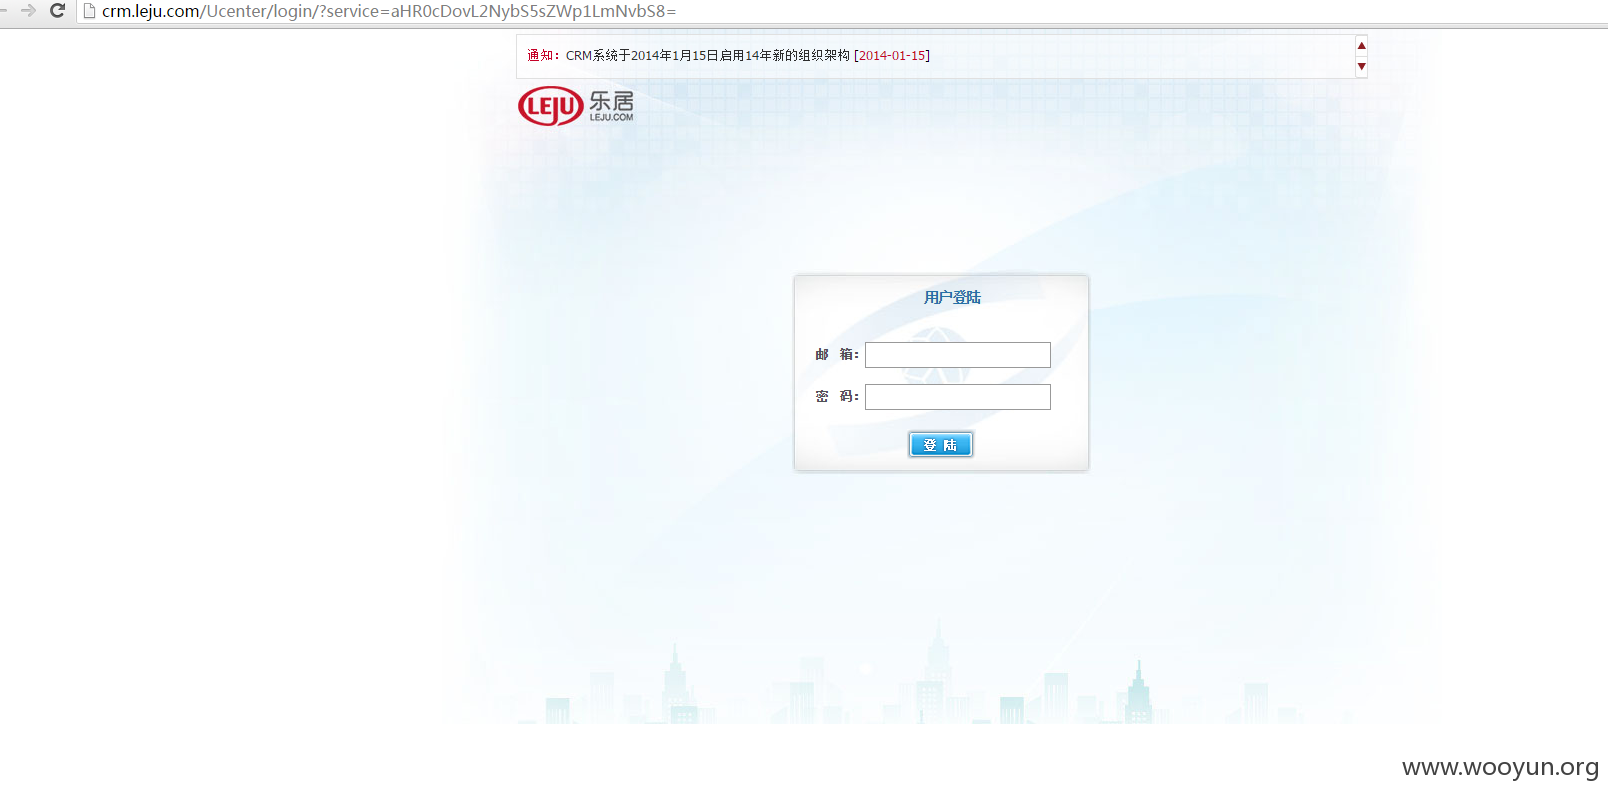 crm.leju.com/Ucenter/login/?service=aHR0cDovL2NybS5sZWp1LmNvbS8=
通知：CRM系统于2014年1月15日启用14年新的组织架构 [2014-01-15]
LEJU 乐居
LEJU.COM
用户登陆
邮 箱：
密 码：
登 陆
www.wooyun.org